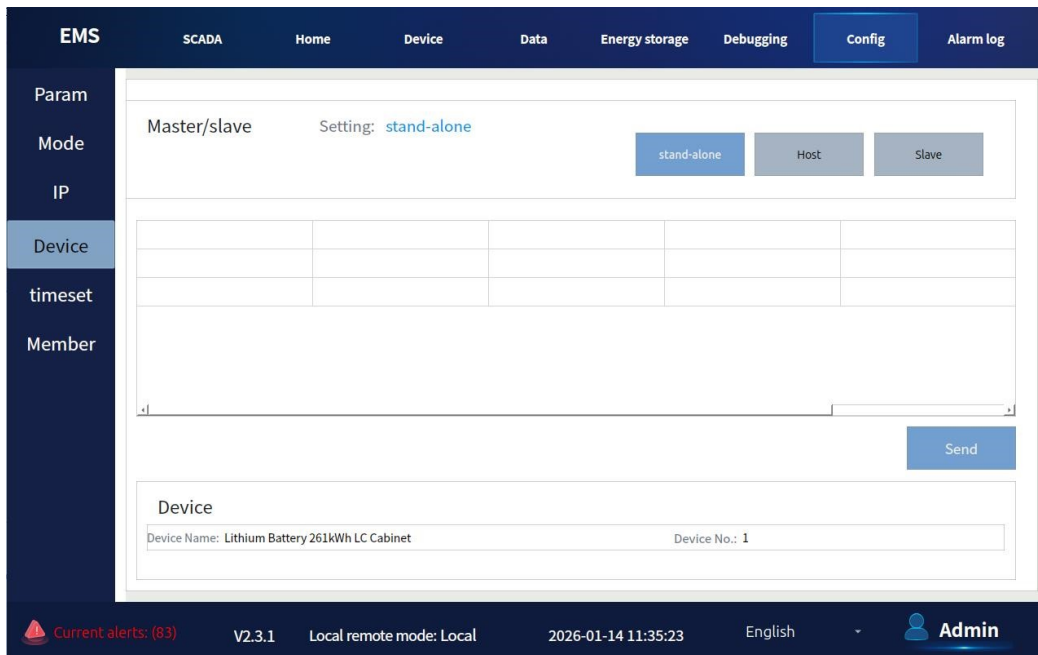 EMS SCADA Home Device Data Energy storage Debugging Config Alarm log
Param
Mode
IP
Device
timeset
Member
Master/slave Setting: stand-alone
stand-alone Host Slave
Send
Device
Device Name: Lithium Battery 261kWh LC Cabinet Device No.: 1
Current alerts: (83) V2.3.1 Local remote mode: Local 2026-01-14 11:35:23 English Admin